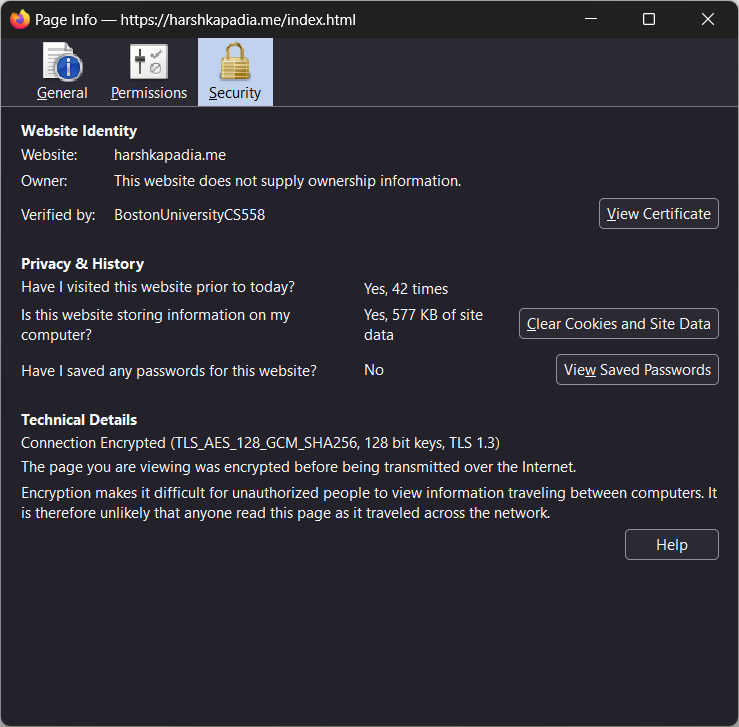 Page Info — https://harshkapadia.me/index.html
General Permissions Security
Website Identity
Website: harshkapadia.me
Owner: This website does not supply ownership information.
Verified by: BostonUniversityCS558
View Certificate
Privacy & History
Have I visited this website prior to today? Yes, 42 times
Is this website storing information on my
computer?
Yes, 577 KB of site
data
Clear Cookies and Site Data
Have I saved any passwords for this website? No
View Saved Passwords
Technical Details
Connection Encrypted (TLS_AES_128_GCM_SHA256, 128 bit keys, TLS 1.3)
The page you are viewing was encrypted before being transmitted over the Internet.
Encryption makes it difficult for unauthorized people to view information traveling between computers. It
is therefore unlikely that anyone read this page as it traveled across the network.
Help